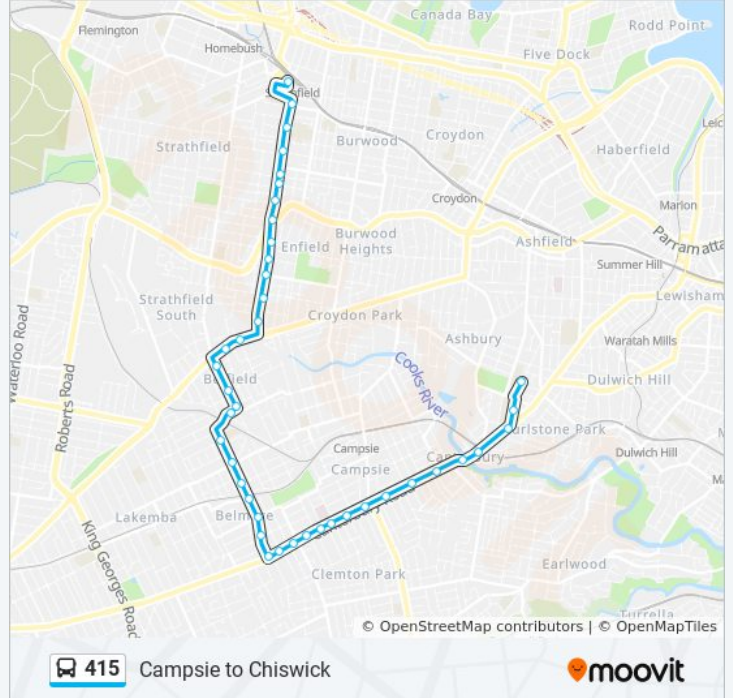 Canada Bay
Rodd Point
Flemington
Homebush
Five Dock
Strathfield
Burwood
Croydon
Haberfield
Croydon
Marion
Parramatta
Burwood
Heights
Enfield
Ashfield
Summer Hill
Lewisham
Strathfield
South
Croydon Park
Ashbury
Waratah Mills
Waterloo Road
Roberts Road
Cooks River
Dulwich Hill
urlstone Park
Campsie
Campsie
Dulwich Hill
Lakemba
King Georges Road
Clemton Park
Earlwood
Turrella
© OpenStreetMap contributors | © OpenMapTiles
415
Campsie to Chiswick
moovit